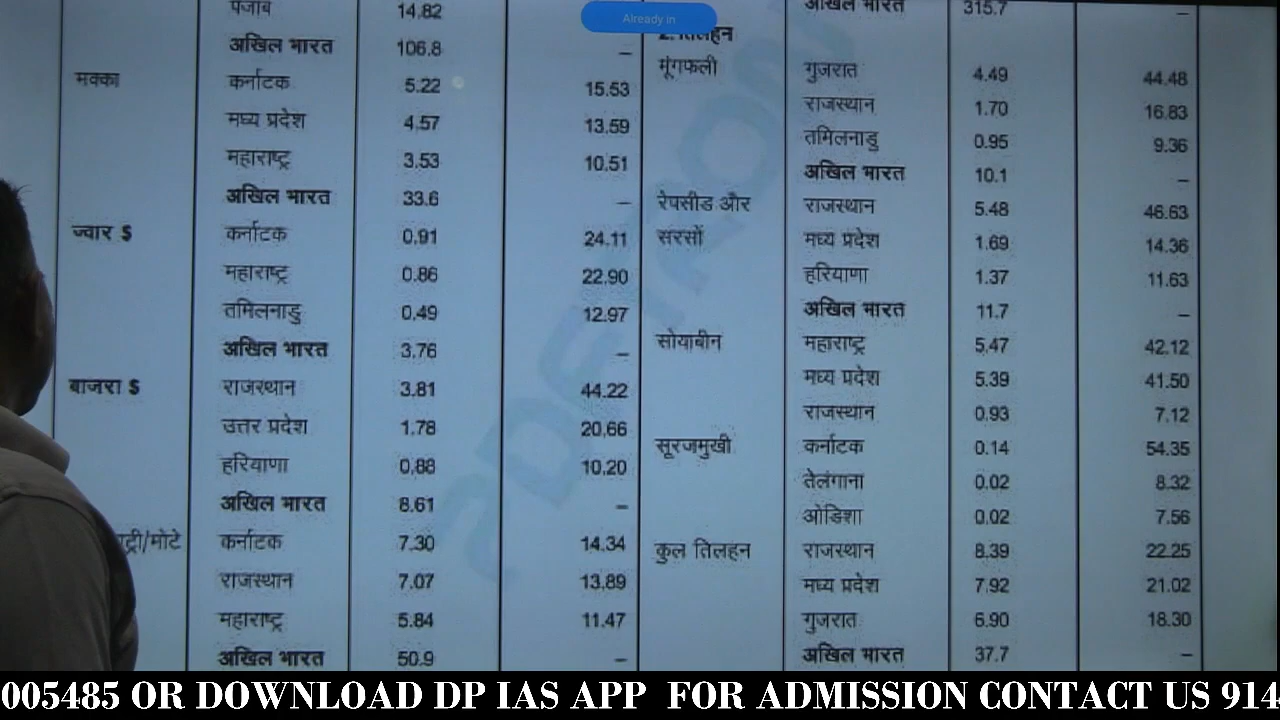 Already in
पंजाब 14.82
अखिल भारत 106.8 –
मक्का कर्नाटक 5.22 15.53
मध्य प्रदेश 4.57 13.59
महाराष्ट्र 3.53 10.51
अखिल भारत 33.6 –
ज्वार $ कर्नाटक 0.91 24.11
महाराष्ट्र 0.86 22.90
तमिलनाडु 0.49 12.97
अखिल भारत 3.76 –
बाजरा $ राजस्थान 3.81 44.22
उत्तर प्रदेश 1.78 20.66
हरियाणा 0.88 10.20
अखिल भारत 8.61 –
/मोटे कर्नाटक 7.30 14.34
राजस्थान 7.07 13.89
महाराष्ट्र 5.84 11.47
अखिल भारत 50.9 –
अखिल भारत 315.7 –
2. तिलहन
मूंगफली गुजरात 4.49 44.48
राजस्थान 1.70 16.83
तमिलनाडु 0.95 9.36
अखिल भारत 10.1 –
रेपसीड और राजस्थान 5.48 46.63
सरसों मध्य प्रदेश 1.69 14.36
हरियाणा 1.37 11.63
अखिल भारत 11.7 –
सोयाबीन महाराष्ट्र 5.47 42.12
मध्य प्रदेश 5.39 41.50
राजस्थान 0.93 7.12
सूरजमुखी कर्नाटक 0.14 54.35
तेलंगाना 0.02 8.32
ओडिशा 0.02 7.56
कुल तिलहन राजस्थान 8.39 22.25
मध्य प्रदेश 7.92 21.02
गुजरात 6.90 18.30
अखिल भारत 37.7 –
005485 OR DOWNLOAD DP IAS APP FOR ADMISSION CONTACT US 914